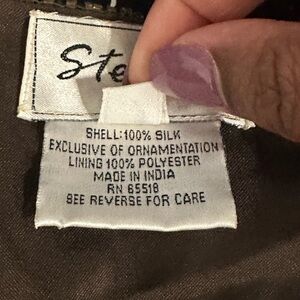 Ste
SHELL:100% SILK
EXCLUSIVE OF ORNAMENTATION
LINING 100% POLYESTER
MADE IN INDIA
RN 65518
SEE REVERSE FOR CARE